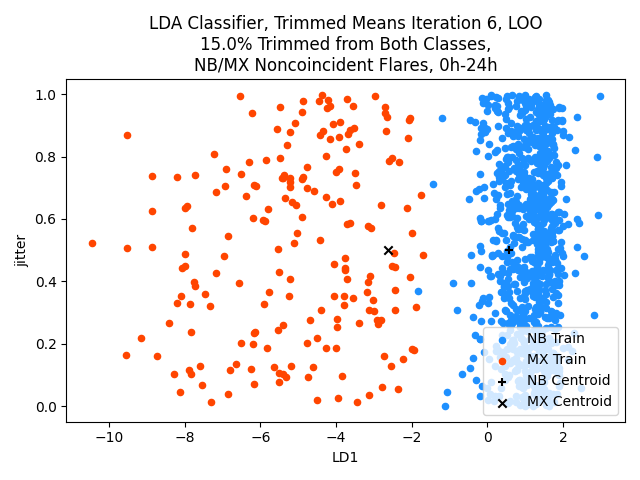 LDA Classifier, Trimmed Means Iteration 6, LOO
15.0% Trimmed from Both Classes,
NB/MX Noncoincident Flares, 0h-24h
jitter
1.0
0.8
0.6
0.4
0.2
0.0
−10
−8
−6
−4
−2
0
2
LD1
NB Train
MX Train
NB Centroid
MX Centroid